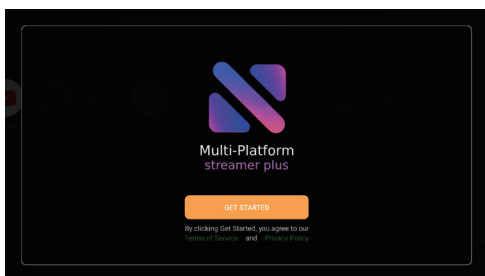 Multi-Platform
streamer plus
GET STARTED
By clicking Get Started, you agree to our
Terms of Service and Privacy Policy